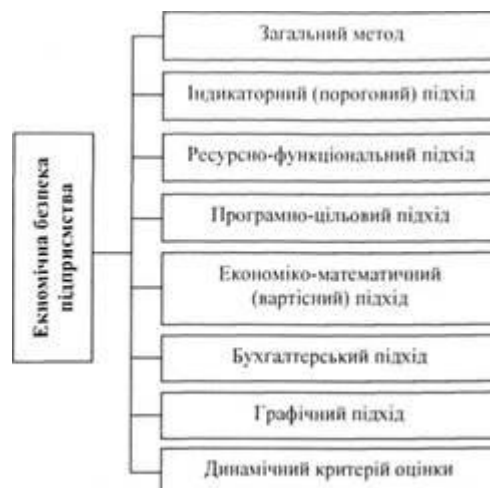 Екномічна безпека
підприємства
Загальний метод
Індикаторний (пороговий) підхід
Ресурсно-функціональний підхід
Програмно-цільовий підхід
Економіко-математичний
(вартісний) підхід
Бухгалтерський підхід
Графічний підхід
Динамічний критерій оцінки